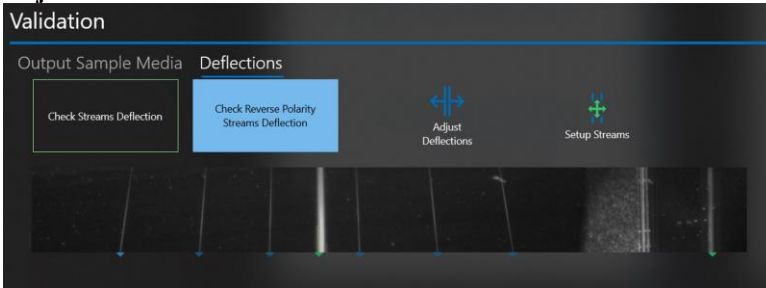 Validation
Output Sample Media Deflections
Check Streams Deflection
Check Reverse Polarity
Streams Deflection
Adjust
Deflections
Setup Streams